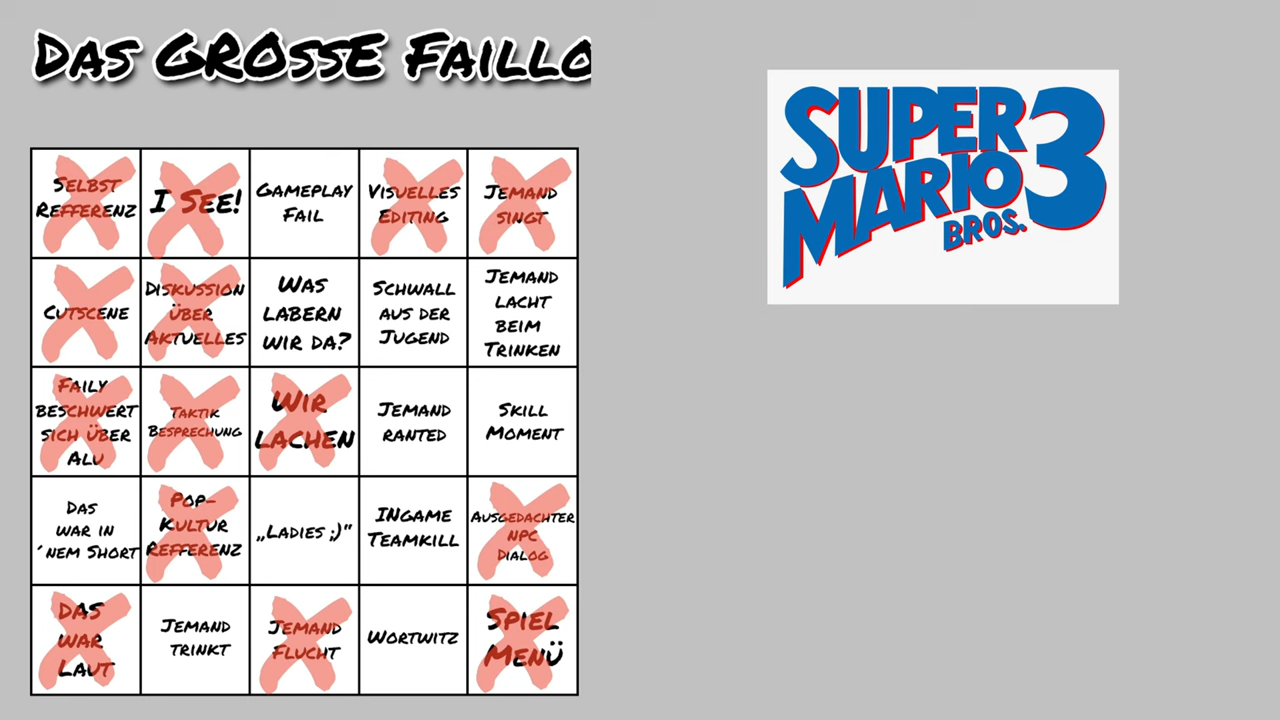 Das GROSSE Faillo
SUPER
MARIO
BROS.
3
Selbst
Refferenz
I See!
Gameplay
Fail
Visuelles
Editing
Jemand
singt
Cutscene
Diskussion
über
Aktuelles
Was
labern
wir da?
Schwall
aus der
Jugend
Jemand
lacht
beim
Trinken
Faily
beschwert
sich über
Alu
Taktik
Besprechung
Wir
lachen
Jemand
ranted
Skill
Moment
Das
war in
´nem Short
Pop-
Kultur
Refferenz
„Ladies ;)“
INgame
Teamkill
Ausgedachter
NPC
Dialog
Das
war
Laut
Jemand
trinkt
Jemand
Flucht
Wortwitz
Spiel
Menü